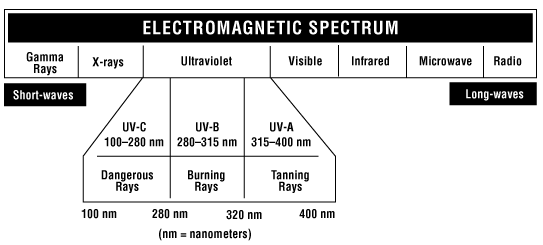 ELECTROMAGNETIC SPECTRUM
Gamma Rays
X-rays
Ultraviolet
Visible
Infrared
Microwave
Radio
Short-waves
Long-waves
UV-C
100–280 nm
UV-B
280–315 nm
UV-A
315–400 nm
Dangerous Rays
Burning Rays
Tanning Rays
100 nm 280 nm 320 nm 400 nm
(nm = nanometers)